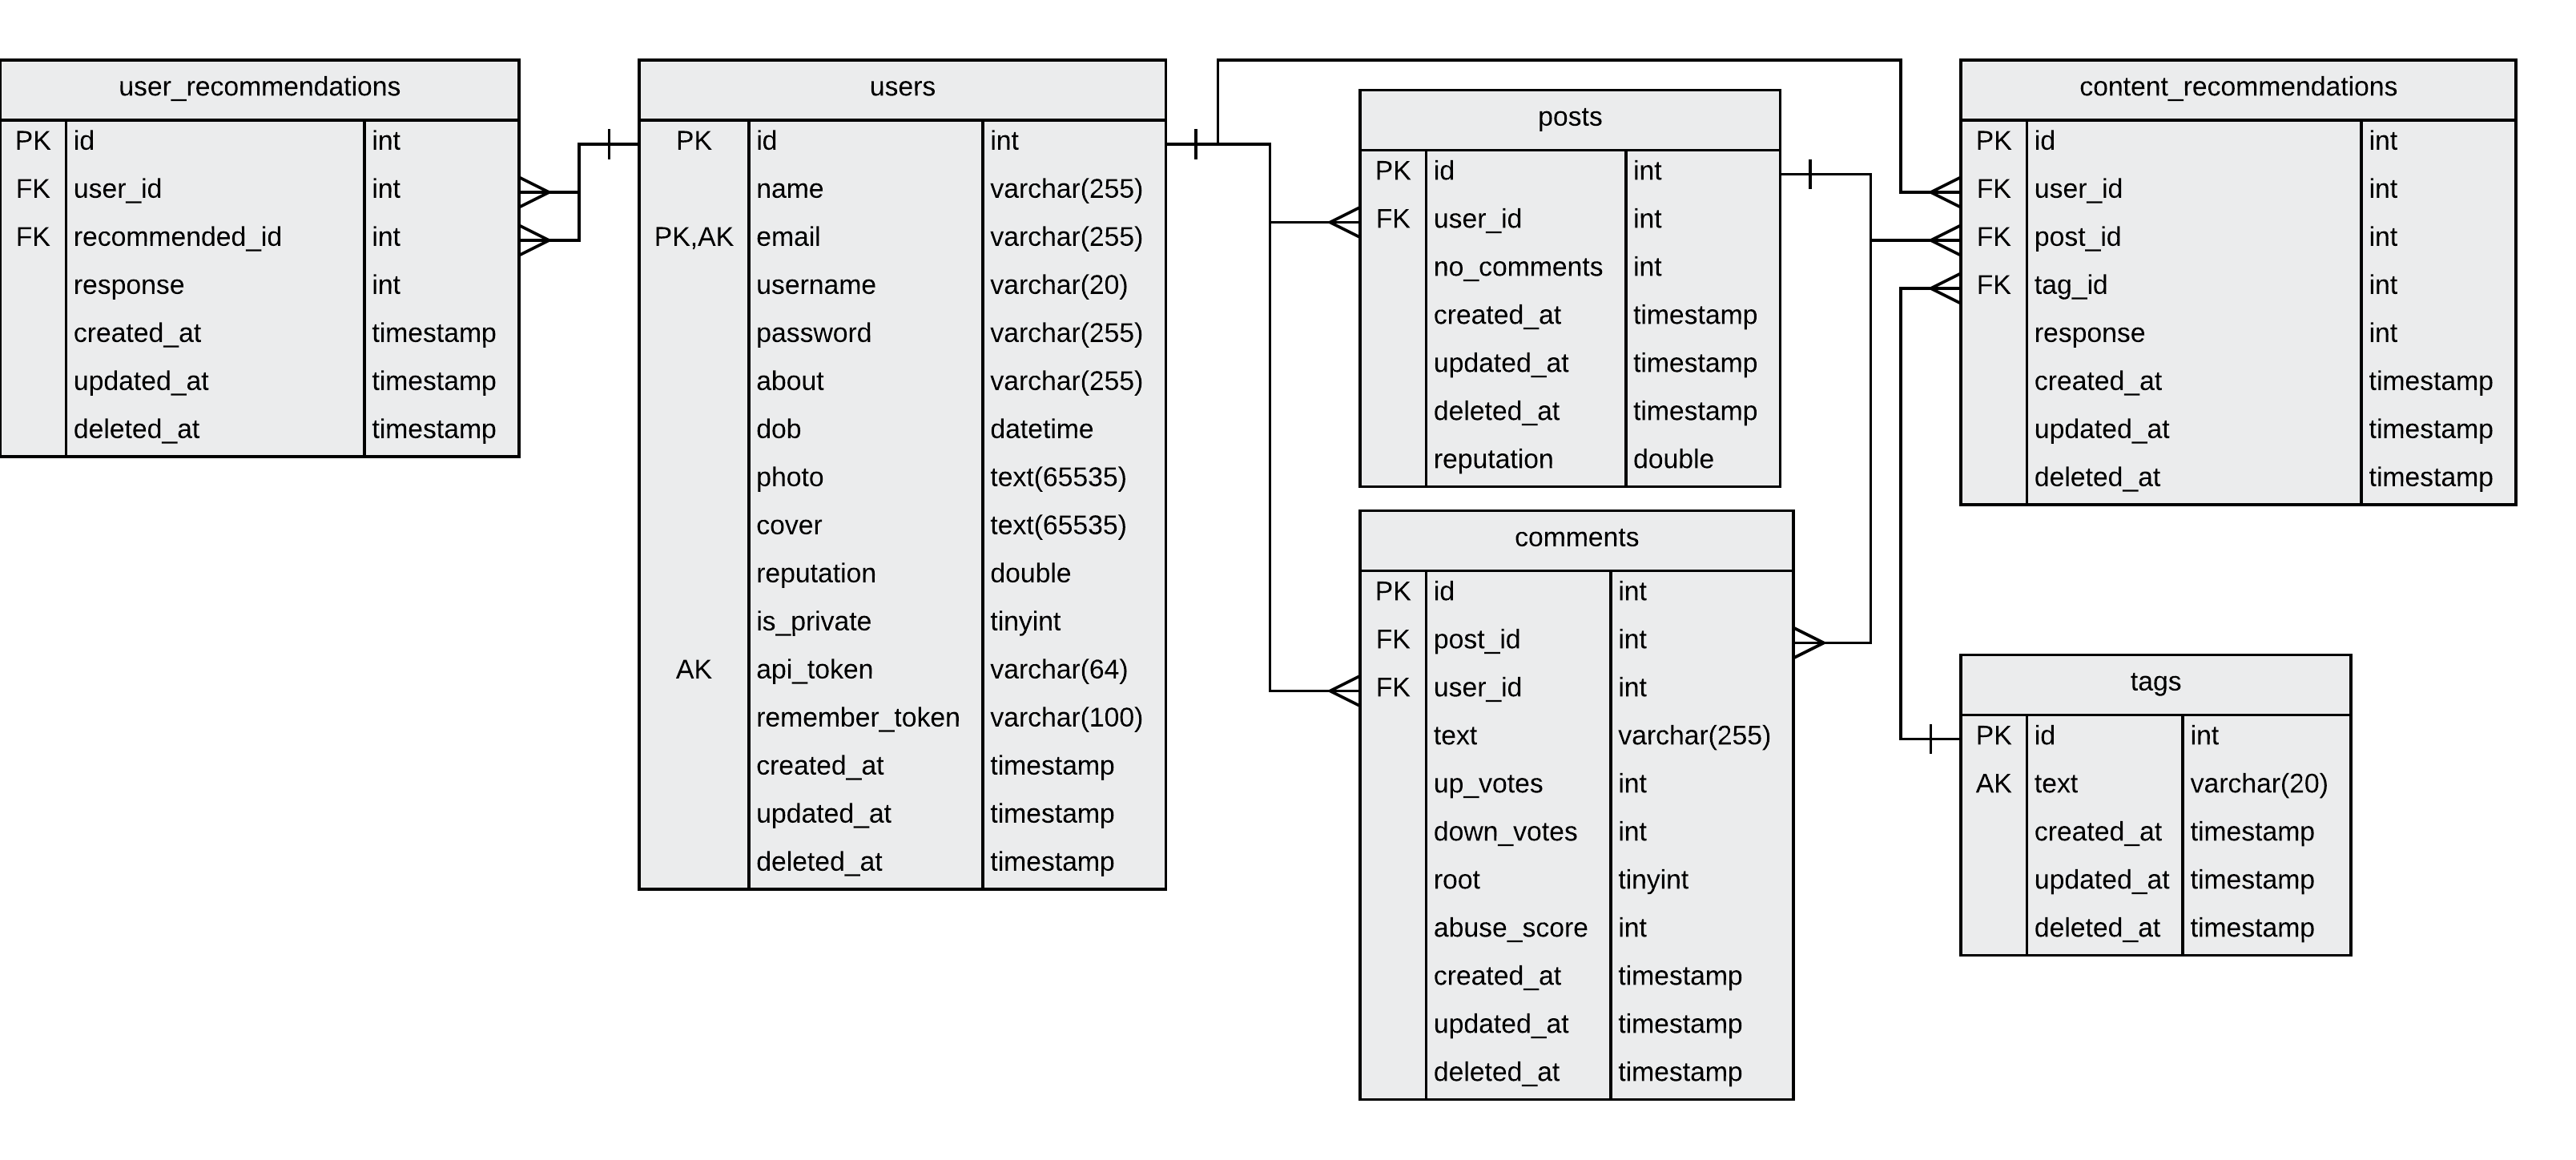 user_recommendations
PK id int
FK user_id int
FK recommended_id int
response int
created_at timestamp
updated_at timestamp
deleted_at timestamp
users
PK id int
name varchar(255)
PK,AK email varchar(255)
username varchar(20)
password varchar(255)
about varchar(255)
dob datetime
photo text(65535)
cover text(65535)
reputation double
is_private tinyint
AK api_token varchar(64)
remember_token varchar(100)
created_at timestamp
updated_at timestamp
deleted_at timestamp
posts
PK id int
FK user_id int
no_comments int
created_at timestamp
updated_at timestamp
deleted_at timestamp
reputation double
comments
PK id int
FK post_id int
FK user_id int
text varchar(255)
up_votes int
down_votes int
root tinyint
abuse_score int
created_at timestamp
updated_at timestamp
deleted_at timestamp
content_recommendations
PK id int
FK user_id int
FK post_id int
FK tag_id int
response int
created_at timestamp
updated_at timestamp
deleted_at timestamp
tags
PK id int
AK text varchar(20)
created_at timestamp
updated_at timestamp
deleted_at timestamp